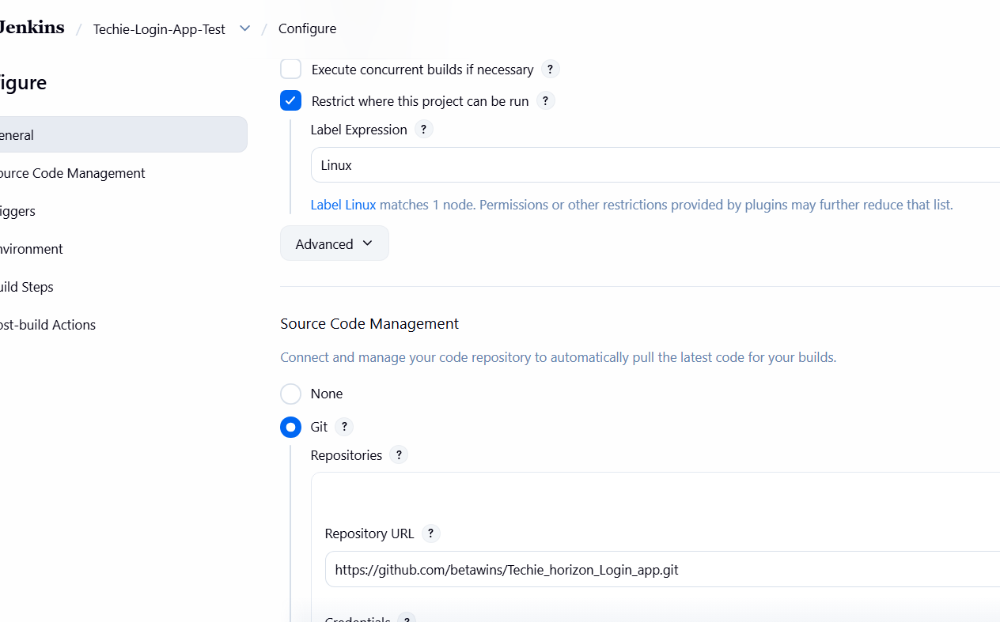 Jenkins / Techie-Login-App-Test / Configure
igure
eneral
ource Code Management
iggers
nvironment
uild Steps
ost-build Actions
Execute concurrent builds if necessary ?
Restrict where this project can be run ?
Label Expression ?
Linux
Label Linux matches 1 node. Permissions or other restrictions provided by plugins may further reduce that list.
Advanced
Source Code Management
Connect and manage your code repository to automatically pull the latest code for your builds.
None
Git ?
Repositories ?
Repository URL ?
https://github.com/betawins/Techie_horizon_Login_app.git
Credentials ?